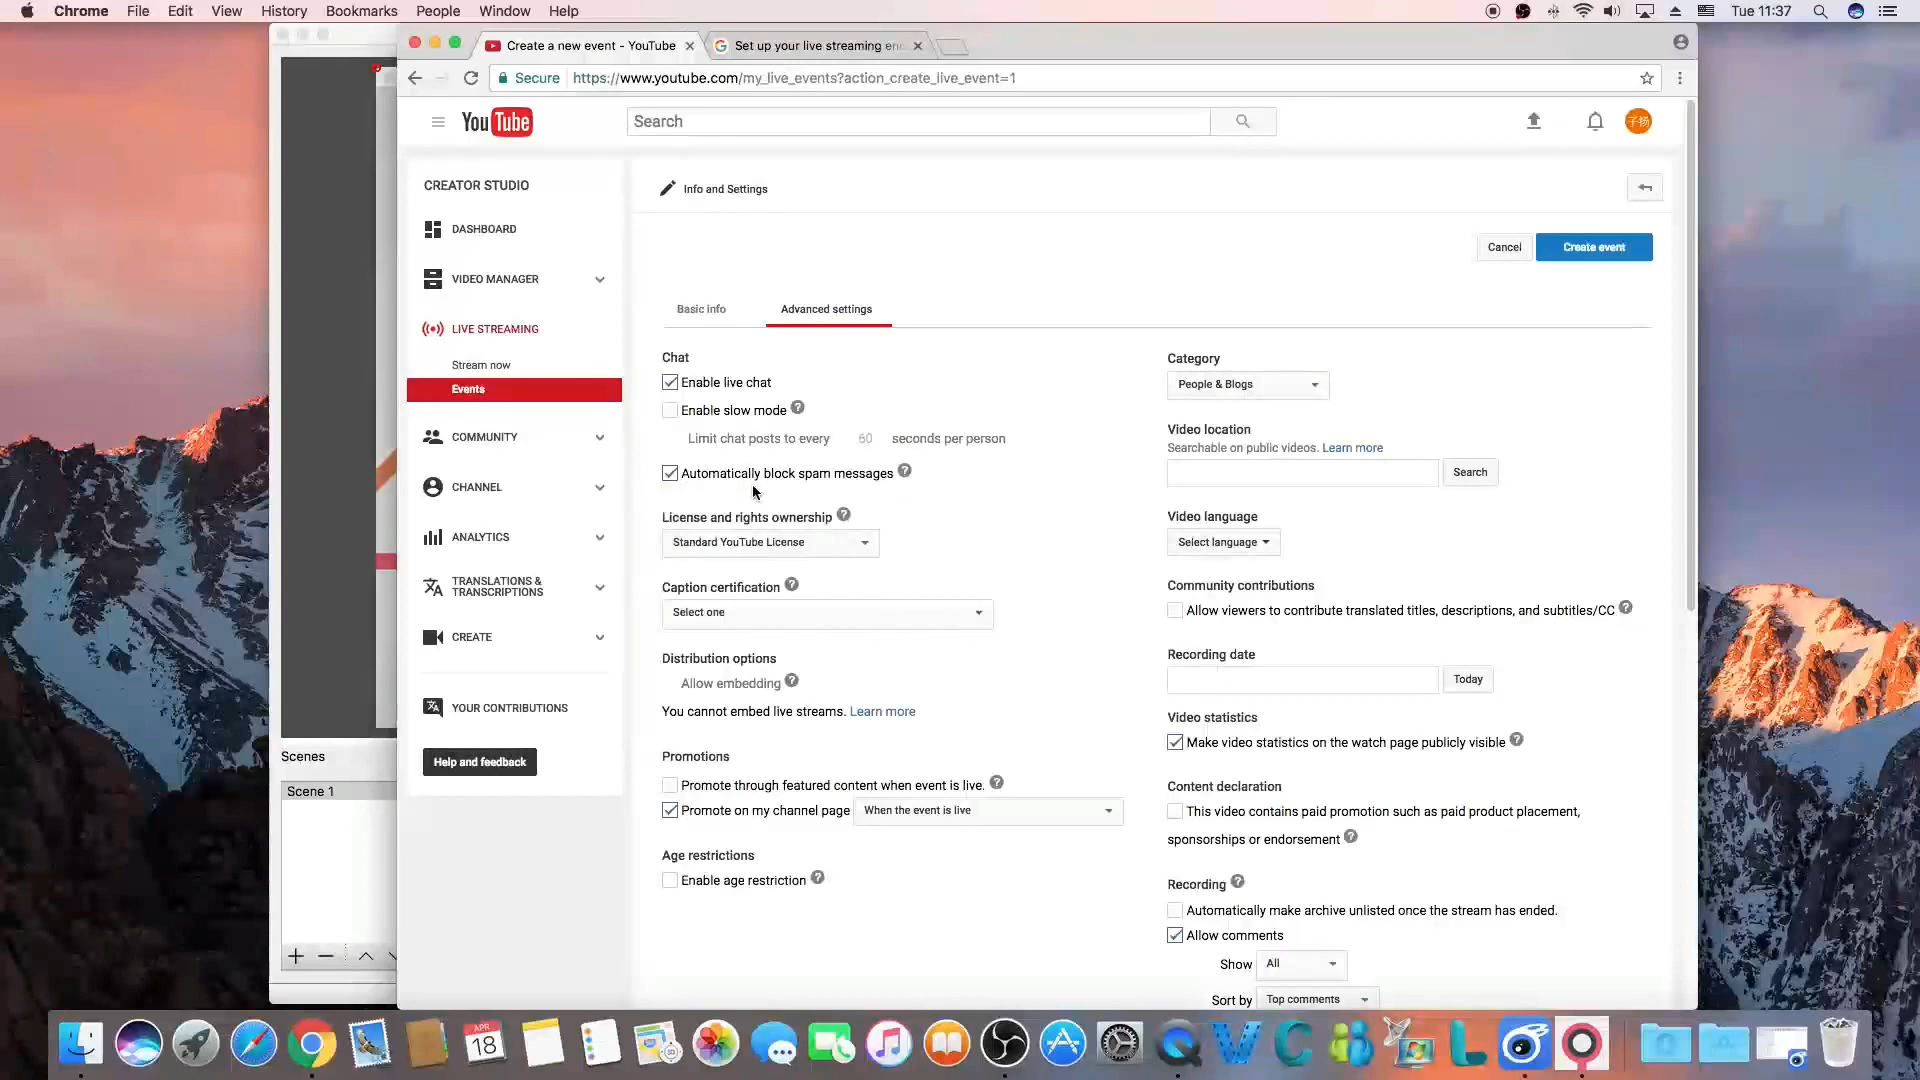 Chrome File Edit View History Bookmarks People Window Help Tue 11:37
Create a new event - YouTube
Set up your live streaming en
Secure https://www.youtube.com/my_live_events?action_create_live_event=1
YouTube
Search
子杨
CREATOR STUDIO
Info and Settings
DASHBOARD
VIDEO MANAGER
LIVE STREAMING
Stream now
Events
COMMUNITY
CHANNEL
ANALYTICS
TRANSLATIONS &
TRANSCRIPTIONS
CREATE
YOUR CONTRIBUTIONS
Help and feedback
Cancel
Create event
Basic info
Advanced settings
Chat
Enable live chat
Enable slow mode
Limit chat posts to every 60 seconds per person
Automatically block spam messages
License and rights ownership
Standard YouTube License
Caption certification
Select one
Distribution options
Allow embedding
You cannot embed live streams. Learn more
Promotions
Promote through featured content when event is live.
Promote on my channel page When the event is live
Age restrictions
Enable age restriction
Category
People & Blogs
Video location
Searchable on public videos. Learn more
Search
Video language
Select language
Community contributions
Allow viewers to contribute translated titles, descriptions, and subtitles/CC
Recording date
Today
Video statistics
Make video statistics on the watch page publicly visible
Content declaration
This video contains paid promotion such as paid product placement,
sponsorships or endorsement
Recording
Automatically make archive unlisted once the stream has ended.
Allow comments
Show All
Sort by Top comments
Scenes
Scene 1
APR
18